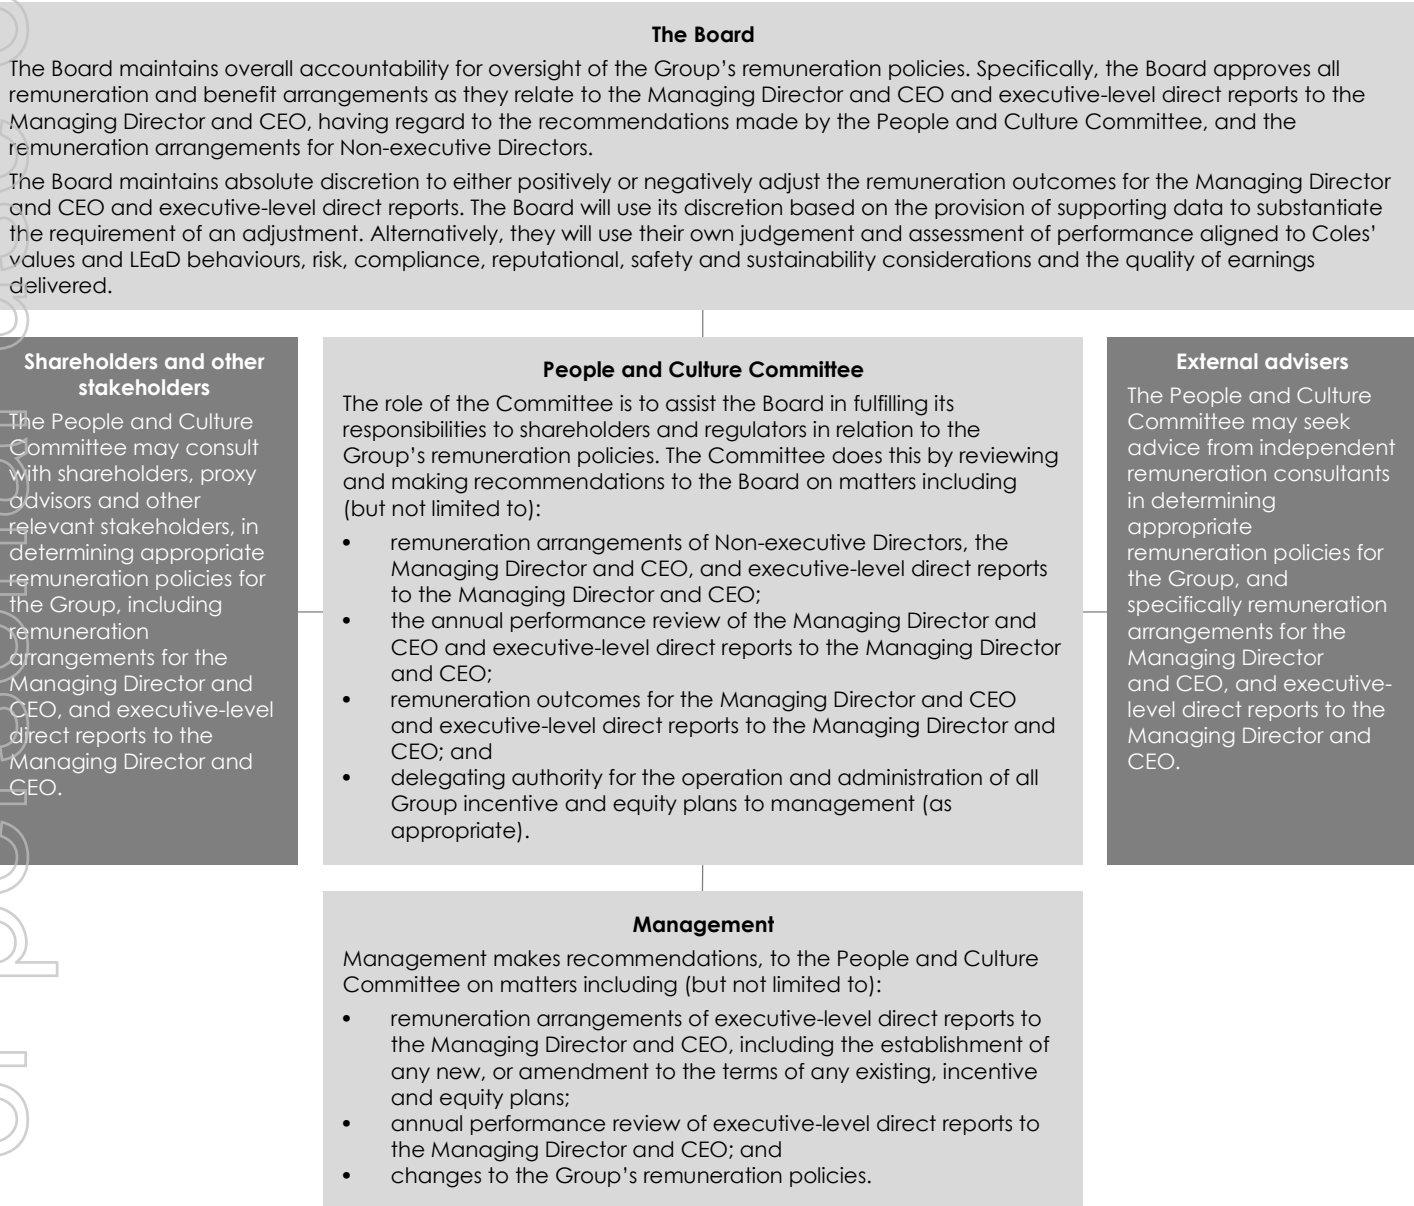 The Board
The Board maintains overall accountability for oversight of the Group's remuneration policies. Specifically, the Board approves all
remuneration and benefit arrangements as they relate to the Managing Director and CEO and executive-level direct reports to the
Managing Director and CEO, having regard to the recommendations made by the People and Culture Committee, and the
remuneration arrangements for Non-executive Directors.
The Board maintains absolute discretion to either positively or negatively adjust the remuneration outcomes for the Managing Director
and CEO and executive-level direct reports. The Board will use its discretion based on the provision of supporting data to substantiate
the requirement of an adjustment. Alternatively, they will use their own judgement and assessment of performance aligned to Coles'
values and LEaD behaviours, risk, compliance, reputational, safety and sustainability considerations and the quality of earnings
delivered.
Shareholders and other
stakeholders
The People and Culture
Committee may consult
with shareholders, proxy
advisors and other
relevant stakeholders, in
determining appropriate
remuneration policies for
the Group, including
remuneration
arrangements for the
Managing Director and
CEO, and executive-level
direct reports to the
Managing Director and
CEO.
People and Culture Committee
The role of the Committee is to assist the Board in fulfilling its
responsibilities to shareholders and regulators in relation to the
Group's remuneration policies. The Committee does this by reviewing
and making recommendations to the Board on matters including
(but not limited to):
• remuneration arrangements of Non-executive Directors, the
Managing Director and CEO, and executive-level direct reports
to the Managing Director and CEO;
• the annual performance review of the Managing Director and
CEO and executive-level direct reports to the Managing Director
and CEO;
• remuneration outcomes for the Managing Director and CEO
and executive-level direct reports to the Managing Director and
CEO; and
• delegating authority for the operation and administration of all
Group incentive and equity plans to management (as
appropriate).
External advisers
The People and Culture
Committee may seek
advice from independent
remuneration consultants
in determining
appropriate
remuneration policies for
the Group, and
specifically remuneration
arrangements for the
Managing Director
and CEO, and executive-
level direct reports to the
Managing Director and
CEO.
Management
Management makes recommendations, to the People and Culture
Committee on matters including (but not limited to):
• remuneration arrangements of executive-level direct reports to
the Managing Director and CEO, including the establishment of
any new, or amendment to the terms of any existing, incentive
and equity plans;
• annual performance review of executive-level direct reports to
the Managing Director and CEO; and
• changes to the Group's remuneration policies.